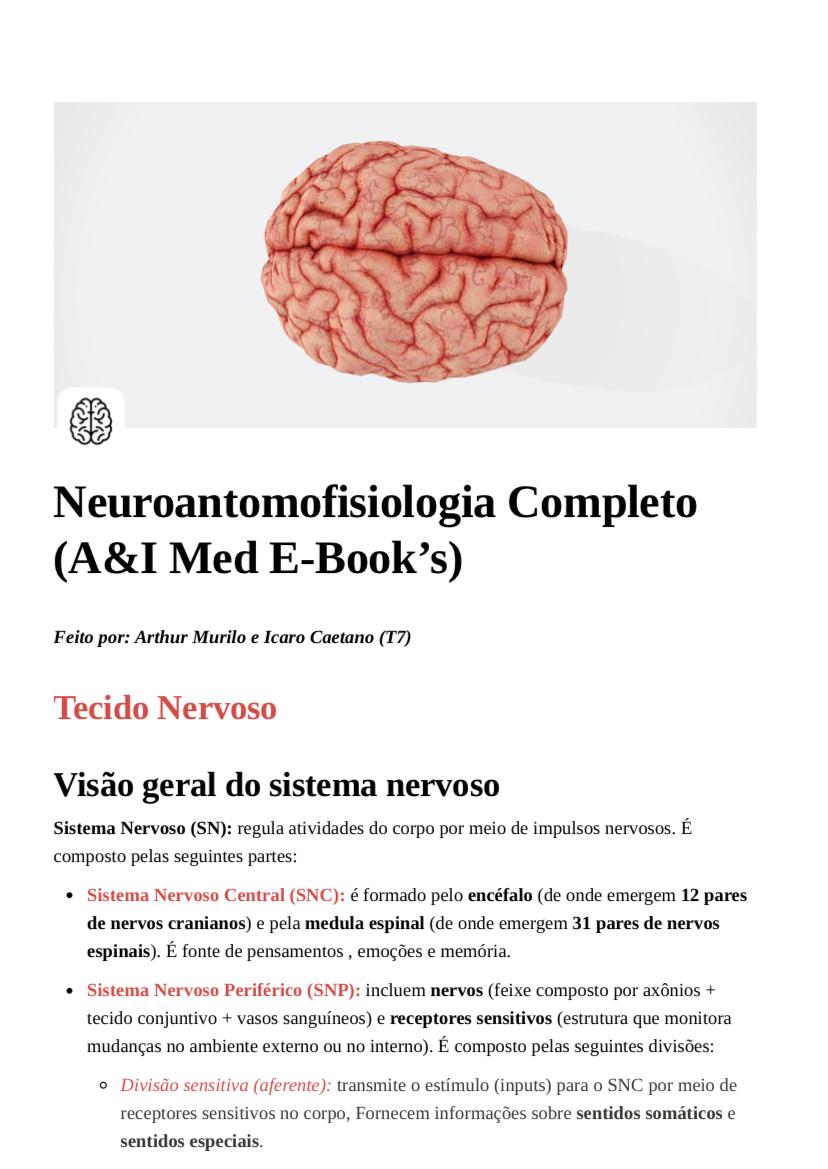 Neuroantomofisiologia Completo
(A&I Med E-Book’s)
Feito por: Arthur Murilo e Icaro Caetano (T7)
Tecido Nervoso
Visão geral do sistema nervoso
Sistema Nervoso (SN): regula atividades do corpo por meio de impulsos nervosos. É
composto pelas seguintes partes:
• Sistema Nervoso Central (SNC): é formado pelo encéfalo (de onde emergem 12 pares
de nervos cranianos) e pela medula espinal (de onde emergem 31 pares de nervos
espinais). É fonte de pensamentos , emoções e memória.
• Sistema Nervoso Periférico (SNP): incluem nervos (feixe composto por axônios +
tecido conjuntivo + vasos sanguíneos) e receptores sensitivos (estrutura que monitora
mudanças no ambiente externo ou no interno). É composto pelas seguintes divisões:
◦ Divisão sensitiva (aferente): transmite o estímulo (inputs) para o SNC por meio de
receptores sensitivos no corpo, Fornecem informações sobre sentidos somáticos e
sentidos especiais.